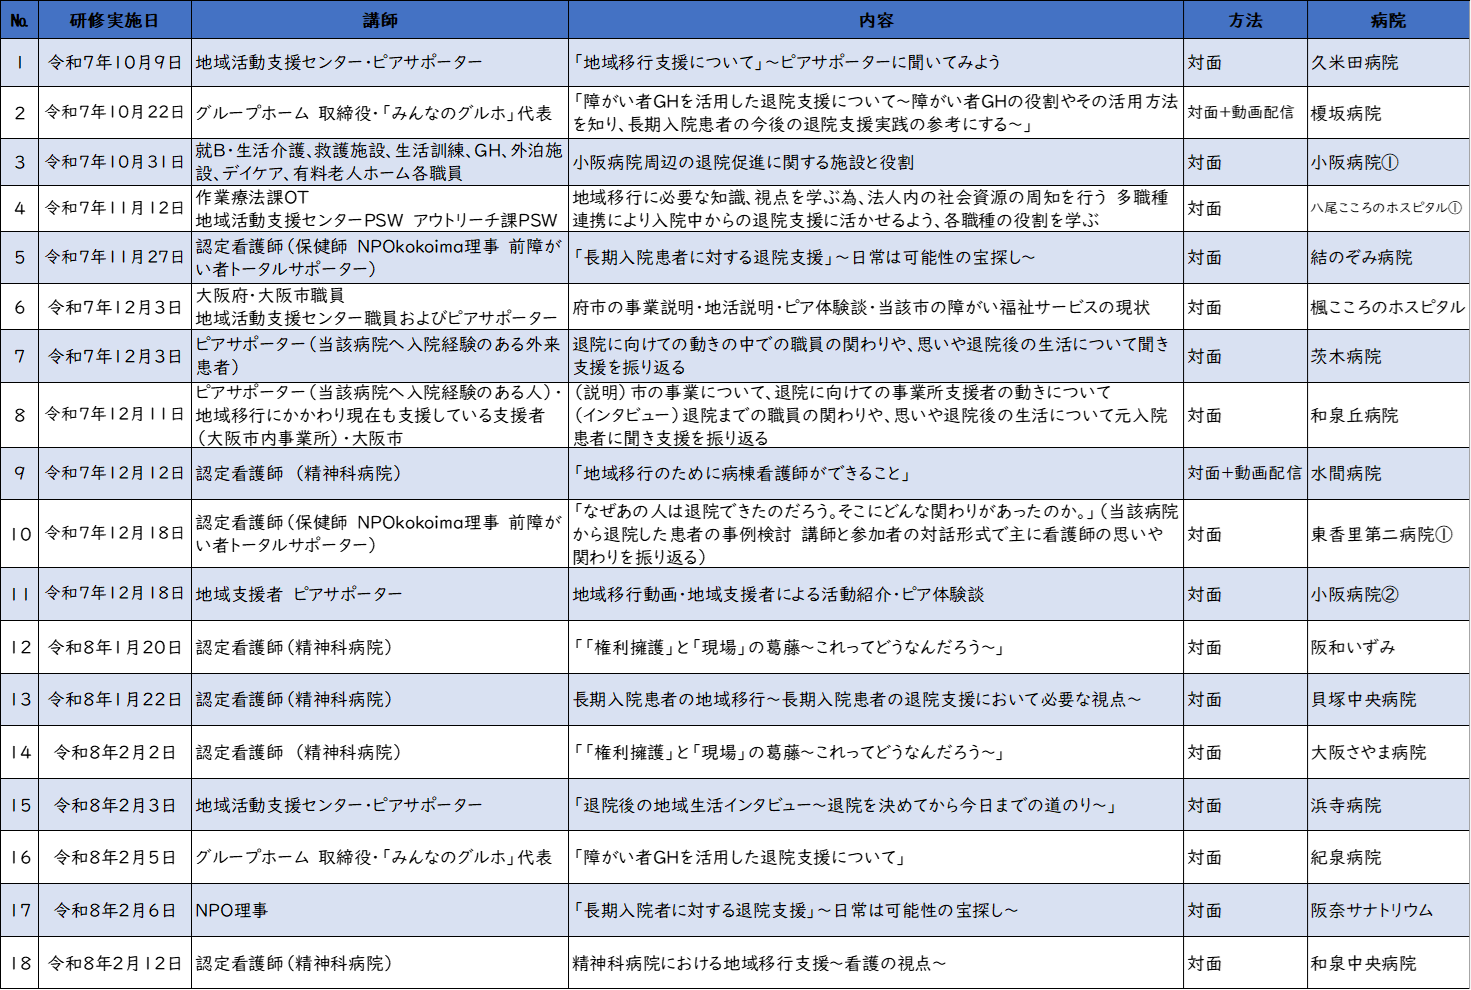 № 研修実施日 講師 内容 方法 病院
1 令和7年10月9日 地域活動支援センター・ピアサポーター 「地域移行支援について」~ピアサポーターに聞いてみよう 対面 久米田病院
2 令和7年10月22日 グループホーム 取締役・「みんなのグルホ」代表 「障がい者GHを活用した退院支援について~障がい者GHの役割やその活用方法
を知り、長期入院患者の今後の退院支援実践の参考にする~」 対面+動画配信 榎坂病院
3 令和7年10月31日 就B・生活介護、救護施設、生活訓練、GH、外泊施
設、デイケア、有料老人ホーム各職員 小阪病院周辺の退院促進に関する施設と役割 対面 小阪病院①
4 令和7年11月12日 作業療法課OT
地域活動支援センターPSW アウトリーチ課PSW 地域移行に必要な知識、視点を学ぶ為、法人内の社会資源の周知を行う 多職種
連携により入院中からの退院支援に活かせるよう、各職種の役割を学ぶ 対面 八尾こころのホスピタル①
5 令和7年11月27日 認定看護師(保健師 NPOkokoima理事 前障が
い者トータルサポーター) 「長期入院患者に対する退院支援」~日常は可能性の宝探し~ 対面 結のぞみ病院
6 令和7年12月3日 大阪府・大阪市職員
地域活動支援センター職員およびピアサポーター 府市の事業説明・地活説明・ピア体験談・当該市の障がい福祉サービスの現状 対面 楓こころのホスピタル
7 令和7年12月3日 ピアサポーター(当該病院へ入院経験のある外来
患者) 退院に向けての動きの中での職員の関わりや、思いや退院後の生活について聞き
支援を振り返る 対面 茨木病院
8 令和7年12月11日 ピアサポーター(当該病院へ入院経験のある人)・
地域移行にかかわり現在も支援している支援者
(大阪市内事業所)・大阪市 (説明)市の事業について、退院に向けての事業所支援者の動きについて
(インタビュー)退院までの職員の関わりや、思いや退院後の生活について元入院
患者に聞き支援を振り返る 対面 和泉丘病院
9 令和7年12月12日 認定看護師 (精神科病院) 「地域移行のために病棟看護師ができること」 対面+動画配信 水間病院
10 令和7年12月18日 認定看護師(保健師 NPOkokoima理事 前障が
い者トータルサポーター) 「なぜあの人は退院できたのだろう。そこにどんな関わりがあったのか。」(当該病院
から退院した患者の事例検討 講師と参加者の対話形式で主に看護師の思いや
関わりを振り返る) 対面 東香里第二病院①
11 令和7年12月18日 地域支援者 ピアサポーター 地域移行動画・地域支援者による活動紹介・ピア体験談 対面 小阪病院②
12 令和8年1月20日 認定看護師(精神科病院) 「「権利擁護」と「現場」の葛藤~これってどうなんだろう~」 対面 阪和いずみ
13 令和8年1月22日 認定看護師(精神科病院) 長期入院患者の地域移行~長期入院患者の退院支援において必要な視点~ 対面 貝塚中央病院
14 令和8年2月2日 認定看護師 (精神科病院) 「「権利擁護」と「現場」の葛藤~これってどうなんだろう~」 対面 大阪さやま病院
15 令和8年2月3日 地域活動支援センター・ピアサポーター 「退院後の地域生活インタビュー~退院を決めてから今日までの道のり~」 対面 浜寺病院
16 令和8年2月5日 グループホーム 取締役・「みんなのグルホ」代表 「障がい者GHを活用した退院支援について」 対面 紀泉病院
17 令和8年2月6日 NPO理事 「長期入院者に対する退院支援」~日常は可能性の宝探し~ 対面 阪奈サナトリウム
18 令和8年2月12日 認定看護師(精神科病院) 精神科病院における地域移行支援~看護の視点~ 対面 和泉中央病院